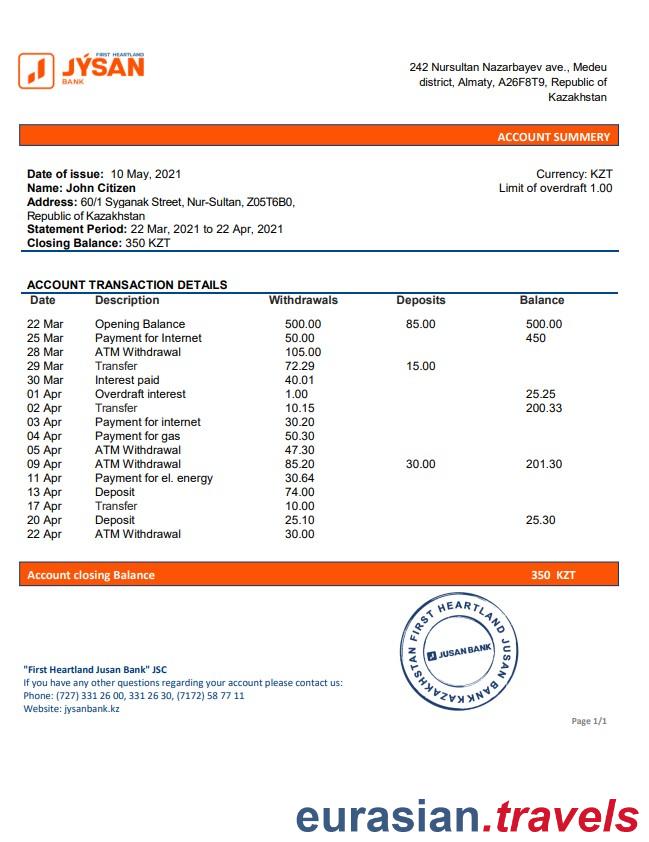 FIRST HEARTLAND
JÝSAN
BANK
242 Nursultan Nazarbayev ave., Medeu
district, Almaty, A26F8T9, Republic of
Kazakhstan
ACCOUNT SUMMERY
Date of issue: 10 May, 2021
Currency: KZT
Name: John Citizen
Limit of overdraft 1.00
Address: 60/1 Syganak Street, Nur-Sultan, Z05T6B0,
Republic of Kazakhstan
Statement Period: 22 Mar, 2021 to 22 Apr, 2021
Closing Balance: 350 KZT
ACCOUNT TRANSACTION DETAILS
Date Description Withdrawals Deposits Balance
22 Mar Opening Balance 500.00 85.00 500.00
25 Mar Payment for Internet 50.00 450
28 Mar ATM Withdrawal 105.00
29 Mar Transfer 72.29 15.00
30 Mar Interest paid 40.01
01 Apr Overdraft interest 1.00 25.25
02 Apr Transfer 10.15 200.33
03 Apr Payment for internet 30.20
04 Apr Payment for gas 50.30
05 Apr ATM Withdrawal 47.30
09 Apr ATM Withdrawal 85.20 30.00 201.30
11 Apr Payment for el. energy 30.64
13 Apr Deposit 74.00
17 Apr Transfer 10.00
20 Apr Deposit 25.10 25.30
22 Apr ATM Withdrawal 30.00
Account closing Balance 350 KZT
FIRST HEARTLAND JUSAN BANK KAZAKHSTAN
JUSAN BANK
"First Heartland Jusan Bank" JSC
If you have any other questions regarding your account please contact us:
Phone: (727) 331 26 00, 331 26 30, (7172) 58 77 11
Website: jysanbank.kz
Page 1/1
eurasian.travels